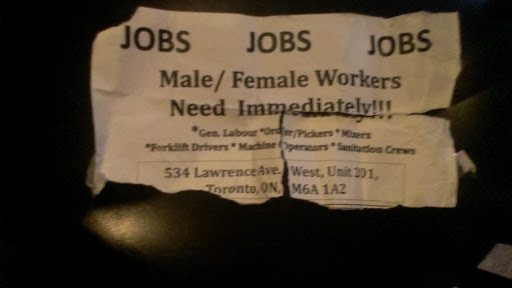 JOBS JOBS JOBS
Male/ Female Workers
Need Immediately!!!
*Gen. Labour *Order/Pickers * Mixers
*Forklift Drivers * Machine Operators * Sanitation Crews
534 Lawrence Ave. West, Unit 201,
Toronto, ON, M6A 1A2